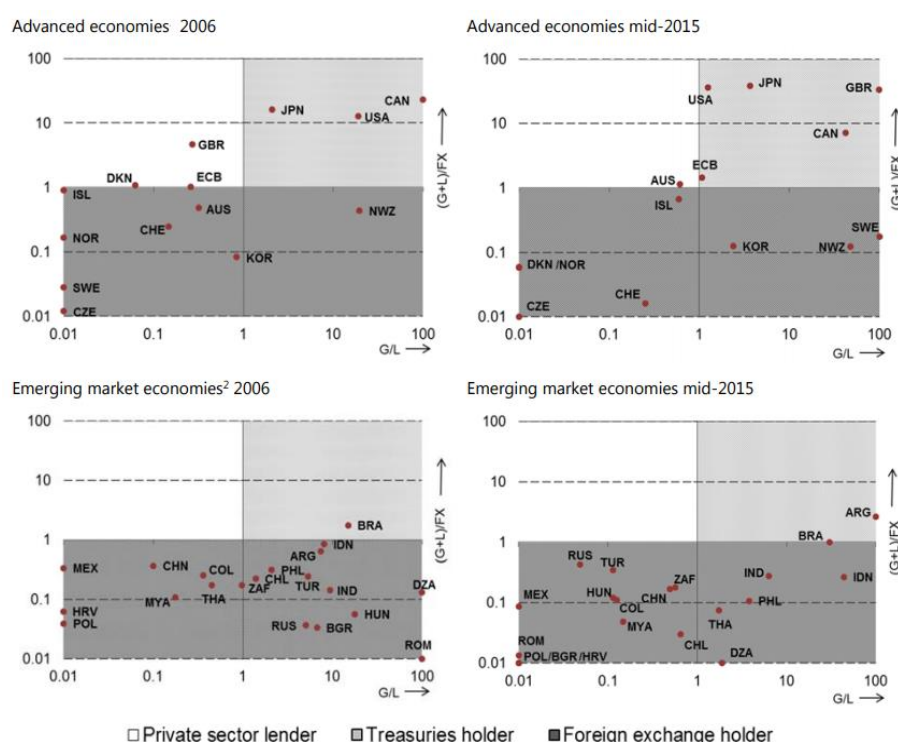 Advanced economies 2006
Advanced economies mid-2015
100
10
1
0.1
0.01
0.01
0.1
1
10
100
G/L
(G+L)/FX
CAN
JPN
USA
GBR
DKN
ECB
ISL
AUS
NWZ
CHE
NOR
KOR
SWE
CZE
100
10
1
0.1
0.01
0.01
0.1
1
10
100
G/L
(G+L)/FX
JPN
GBR
USA
CAN
ECB
AUS
ISL
SWE
KOR
NWZ
DKN /NOR
CHE
CZE
Emerging market economies² 2006
Emerging market economies mid-2015
100
10
1
0.1
0.01
0.01
0.1
1
10
100
G/L
(G+L)/FX
BRA
IDN
ARG
MEX
CHN
COL
PHL
CHL
DZA
TUR
IND
ZAF
THA
MYA
HRV
HUN
POL
RUS
BGR
ROM
100
10
1
0.1
0.01
0.01
0.1
1
10
100
G/L
(G+L)/FX
ARG
BRA
RUS
TUR
ZAF
IND
IDN
MEX
HUN
CHN
PHL
COL
THA
MYA
CHL
ROM
DZA
POL/BGR/HRV
Private sector lender
Treasuries holder
Foreign exchange holder